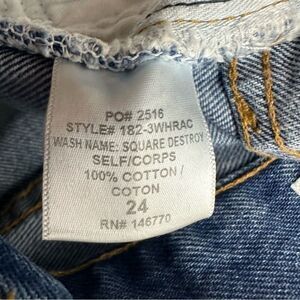 PO# 2516
STYLE# 182-3WHRAC
WASH NAME: SQUARE DESTROY
SELF/CORPS
100% COTTON /
COTON
24
RN# 146770